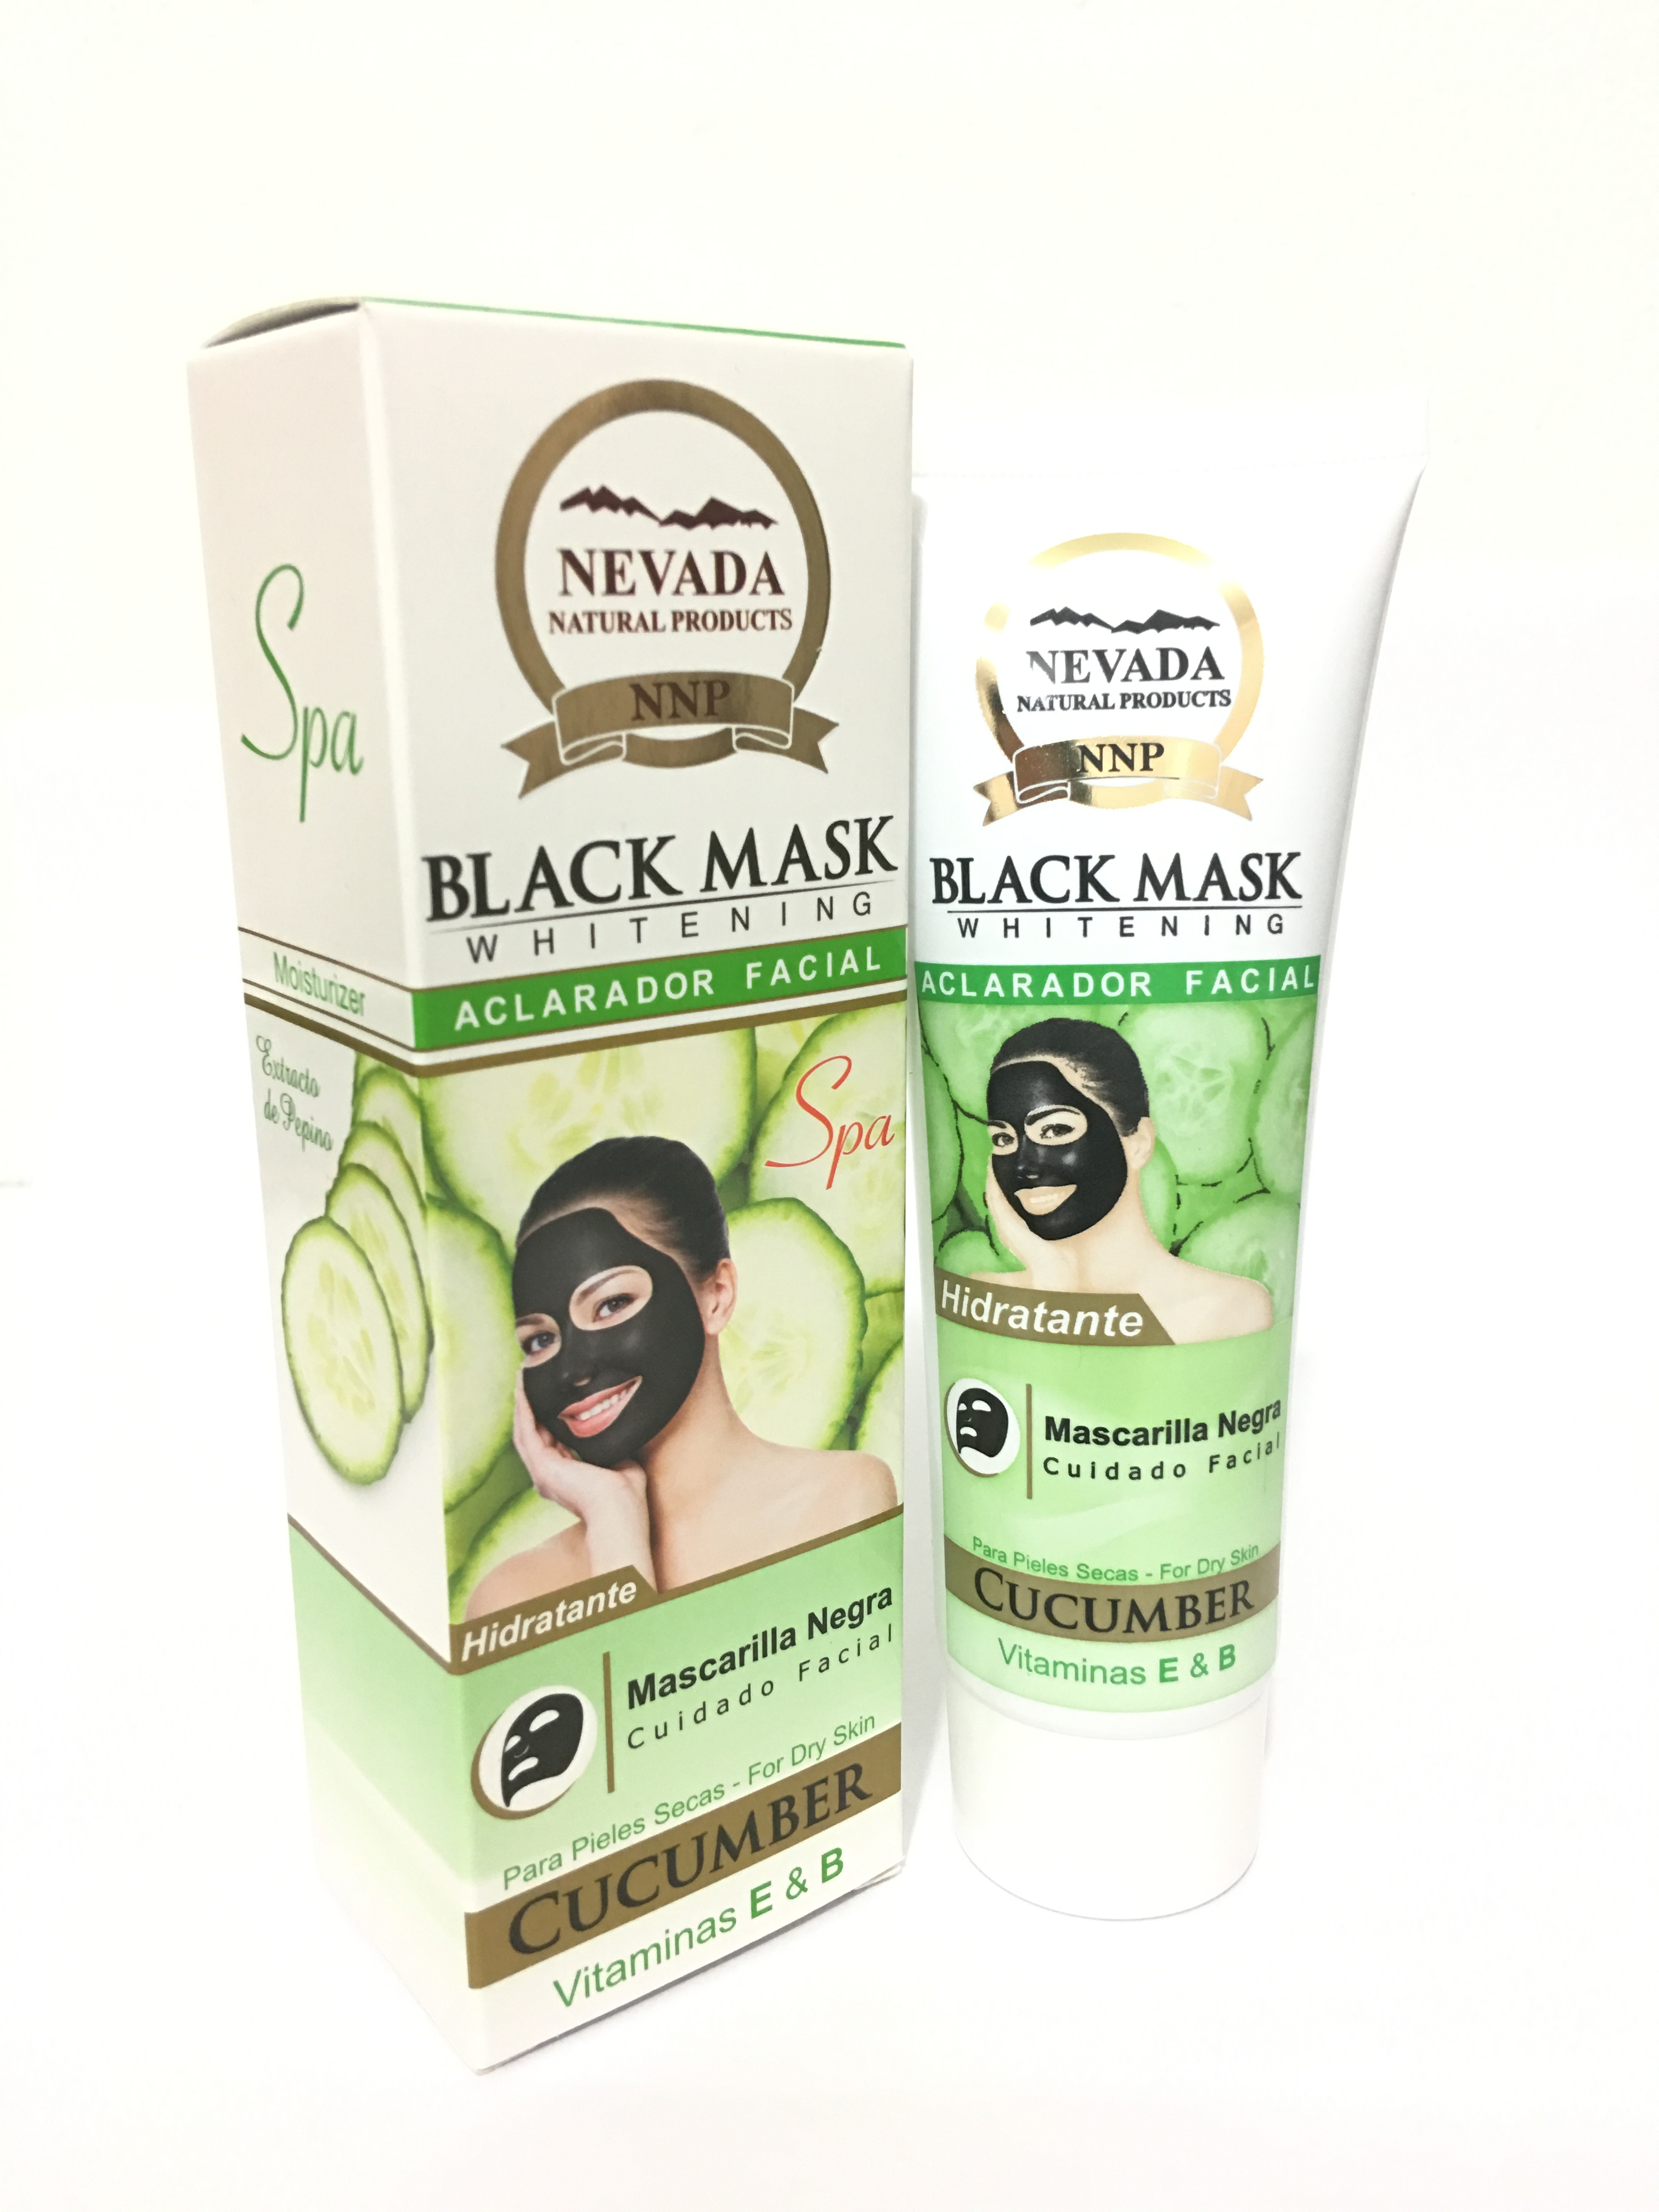 Spa
Moisturizer
Extracto
de Pepino
NEVADA
NATURAL PRODUCTS
NNP
BLACK MASK
WHITENING
ACLARADOR FACIAL
Spa
Hidratante
Mascarilla Negra
Cuidado Facial
Para Pieles Secas - For Dry Skin
CUCUMBER
Vitaminas E & B
NEVADA
NATURAL PRODUCTS
NNP
BLACK MASK
WHITENING
ACLARADOR FACIAL
Hidratante
Mascarilla Negra
Cuidado Facial
Para Pieles Secas - For Dry Skin
CUCUMBER
Vitaminas E & B